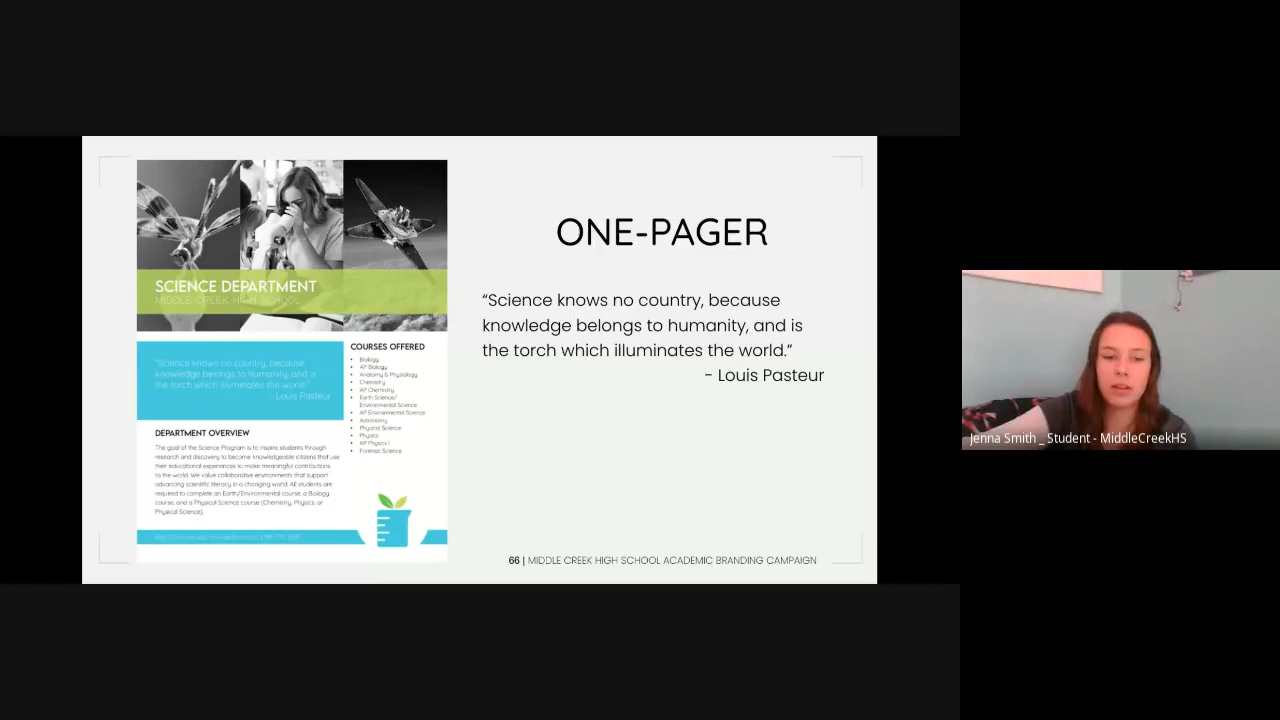 SCIENCE DEPARTMENT
MIDDLE CREEK HIGH SCHOOL
"Science knows no country, because
knowledge belongs to humanity, and is
the torch which illuminates the world."
- Louis Pasteur
DEPARTMENT OVERVIEW
The goal of the Science Program is to inspire students through
research and discovery to become knowledgeable citizens that use
their educational experiences to make meaningful contributions
to the world. We value collaborative environments that support
advancing scientific literacy in a changing world. All students are
required to complete an Earth/Environmental course, a Biology
course, and a Physical Science course (Chemistry, Physics, or
Physical Science).
COURSES OFFERED
• Biology
• AP Biology
• Anatomy & Physiology
• Chemistry
• AP Chemistry
• Earth Science/
Environmental Science
• AP Environmental Science
• Astronomy
• Physical Science
• Physics
• AP Physics I
• Forensic Science
ONE-PAGER
“Science knows no country, because
knowledge belongs to humanity, and is
the torch which illuminates the world.”
- Louis Pasteur
66 | MIDDLE CREEK HIGH SCHOOL ACADEMIC BRANDING CAMPAIGN
Jenna Smith _ Student - MiddleCreekHS